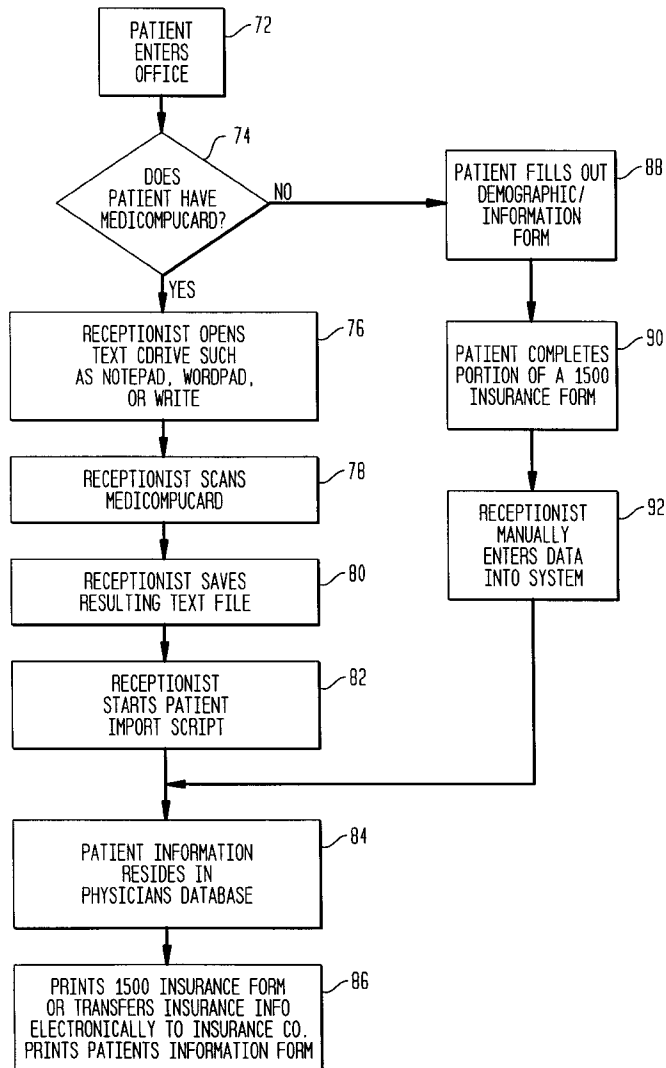 PATIENT
ENTERS
OFFICE
72
DOES
PATIENT HAVE
MEDICOMPUCARD?
74
NO
YES
RECEPTIONIST OPENS
TEXT CDRIVE SUCH
AS NOTEPAD, WORDPAD,
OR WRITE
76
RECEPTIONIST SCANS
MEDICOMPUCARD
78
RECEPTIONIST SAVES
RESULTING TEXT FILE
80
RECEPTIONIST
STARTS PATIENT
IMPORT SCRIPT
82
PATIENT FILLS OUT
DEMOGRAPHIC/
INFORMATION
FORM
88
PATIENT COMPLETES
PORTION OF A 1500
INSURANCE FORM
90
RECEPTIONIST
MANUALLY
ENTERS DATA
INTO SYSTEM
92
PATIENT INFORMATION
RESIDES IN
PHYSICIANS DATABASE
84
PRINTS 1500 INSURANCE FORM
OR TRANSFERS INSURANCE INFO
ELECTRONICALLY TO INSURANCE CO.
PRINTS PATIENTS INFORMATION FORM
86